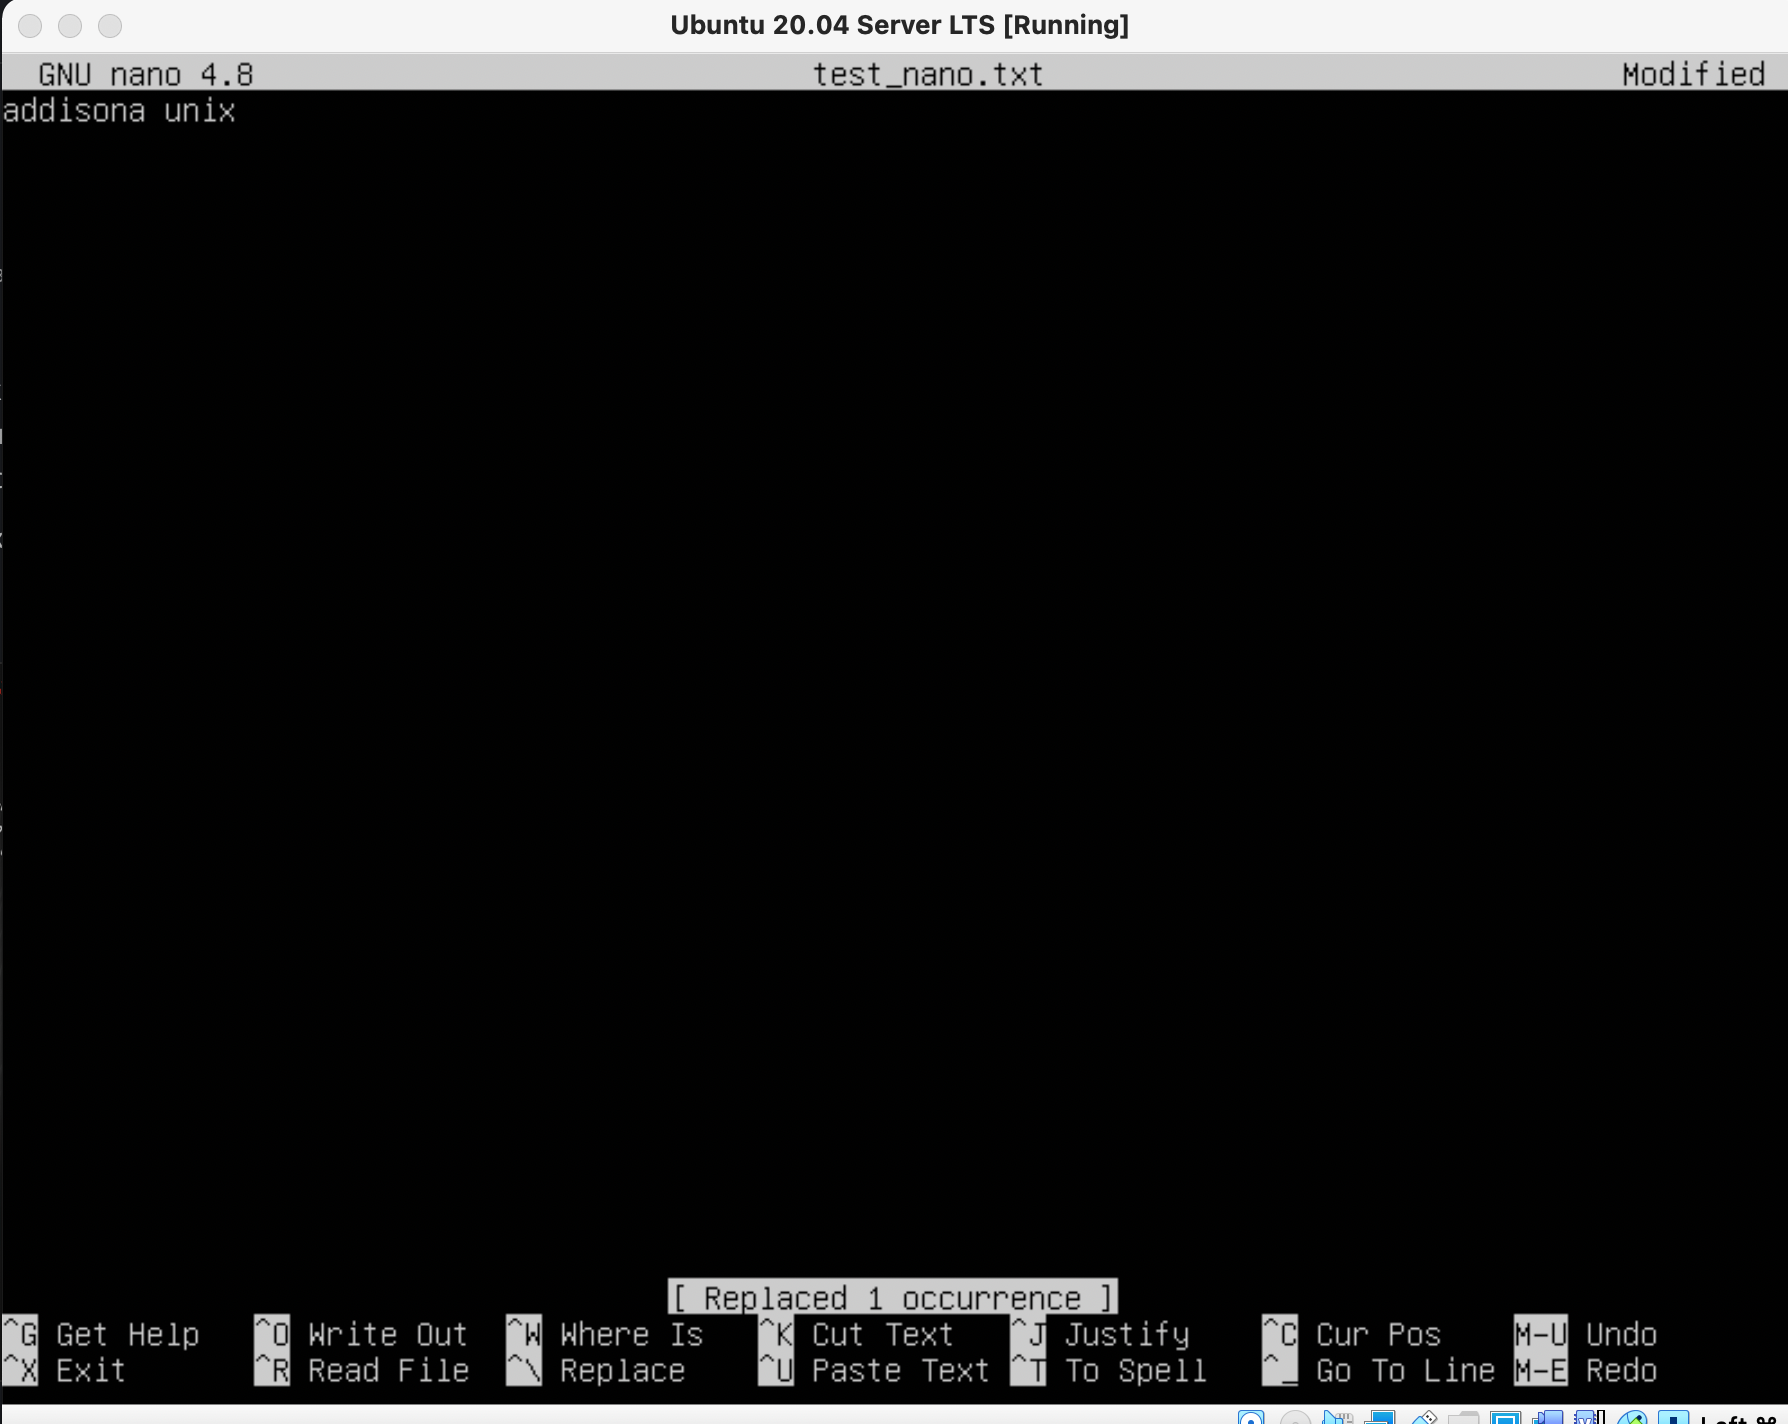 Ubuntu 20.04 Server LTS [Running]
GNU nano 4.8 test_nano.txt Modified
addisona unix
[ Replaced 1 occurrence ]
^G Get Help ^O Write Out ^W Where Is ^K Cut Text ^J Justify ^C Cur Pos M-U Undo
^X Exit ^R Read File ^\ Replace ^U Paste Text ^T To Spell ^_ Go To Line M-E Redo
Left ⌘